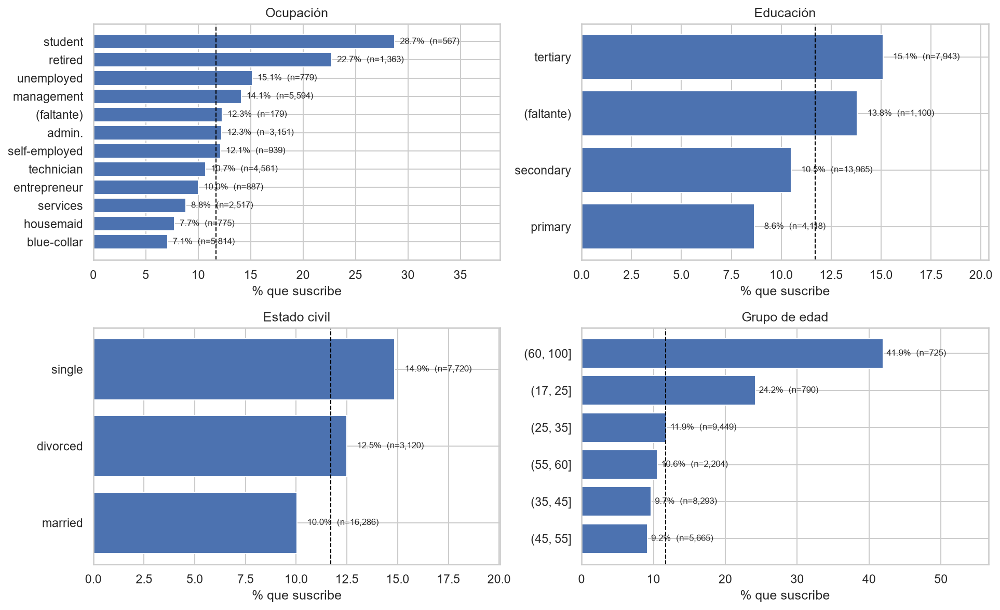 Ocupación
student 28.7% (n=567)
retired 22.7% (n=1,363)
unemployed 15.1% (n=779)
management 14.1% (n=5,594)
(faltante) 12.3% (n=179)
admin. 12.3% (n=3,151)
self-employed 12.1% (n=939)
technician 10.7% (n=4,561)
entrepreneur 10.0% (n=887)
services 8.8% (n=2,517)
housemaid 7.7% (n=775)
blue-collar 7.1% (n=5,814)
0 5 10 15 20 25 30 35
% que suscribe
Educación
tertiary 15.1% (n=7,943)
(faltante) 13.8% (n=1,100)
secondary 10.5% (n=13,965)
primary 8.6% (n=4,118)
0.0 2.5 5.0 7.5 10.0 12.5 15.0 17.5 20.0
% que suscribe
Estado civil
single 14.9% (n=7,720)
divorced 12.5% (n=3,120)
married 10.0% (n=16,286)
0.0 2.5 5.0 7.5 10.0 12.5 15.0 17.5 20.0
% que suscribe
Grupo de edad
(60, 100] 41.9% (n=725)
(17, 25] 24.2% (n=790)
(25, 35] 11.9% (n=9,449)
(55, 60] 10.6% (n=2,204)
(35, 45] 9.7% (n=8,293)
(45, 55] 9.2% (n=5,665)
0 10 20 30 40 50
% que suscribe